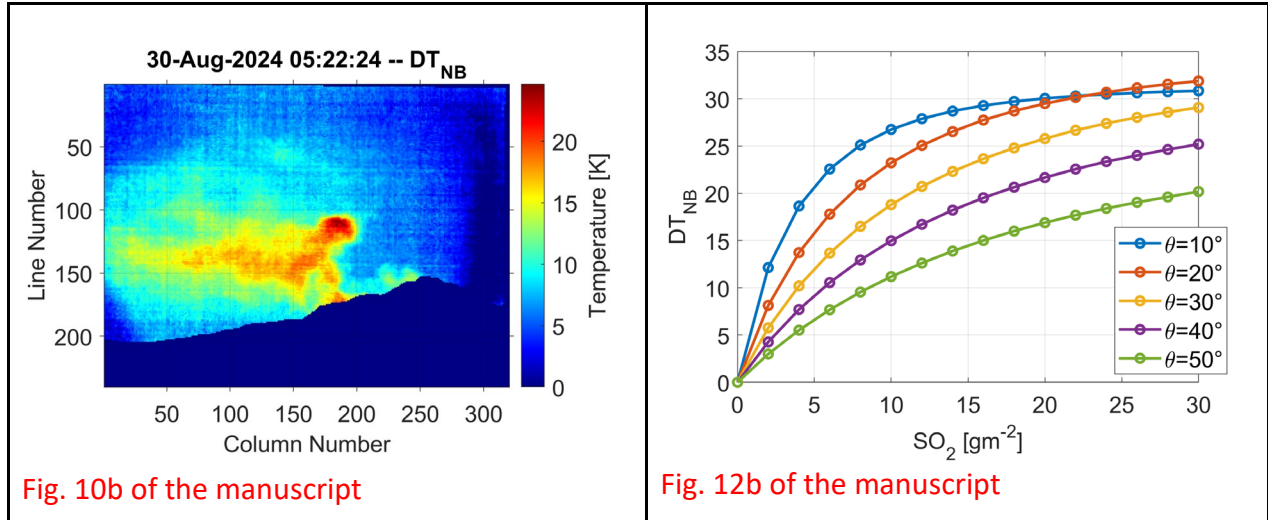 30-Aug-2024 05:22:24 -- DT_NB
50
100
150
200
Line Number
50 100 150 200 250 300
Column Number
20
15
10
5
0
Temperature [K]
Fig. 10b of the manuscript
35
30
25
20
15
10
5
0
DT_NB
0 5 10 15 20 25 30
SO_2 [gm^-2]
θ=10°
θ=20°
θ=30°
θ=40°
θ=50°
Fig. 12b of the manuscript